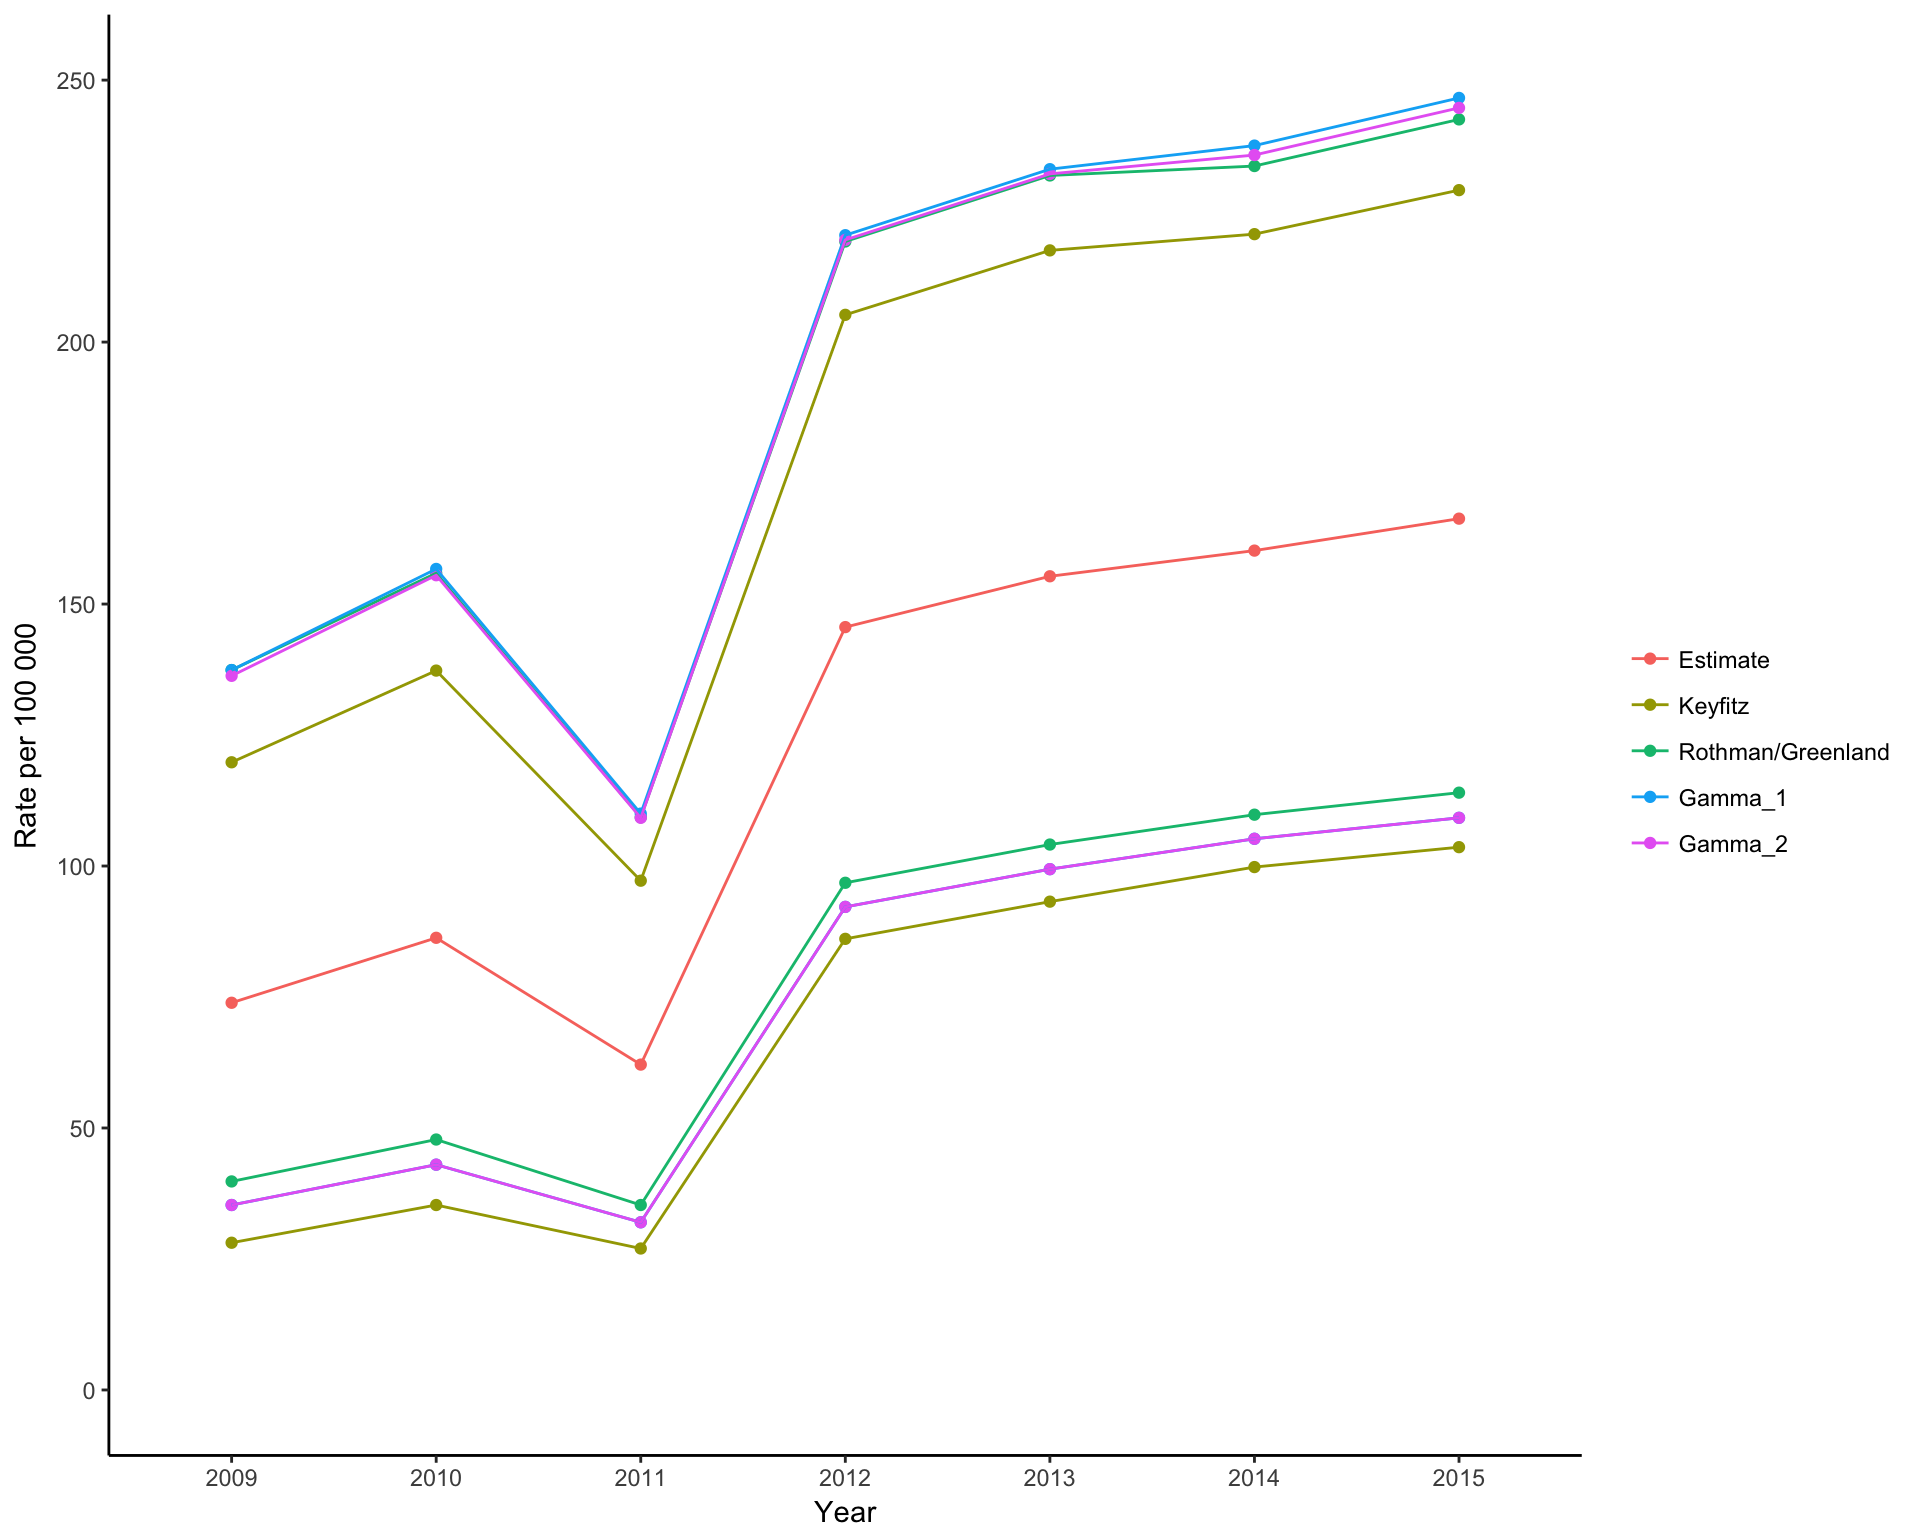 250
200
150
100
50
0
Rate per 100 000
2009 2010 2011 2012 2013 2014 2015
Year
Estimate
Keyfitz
Rothman/Greenland
Gamma_1
Gamma_2